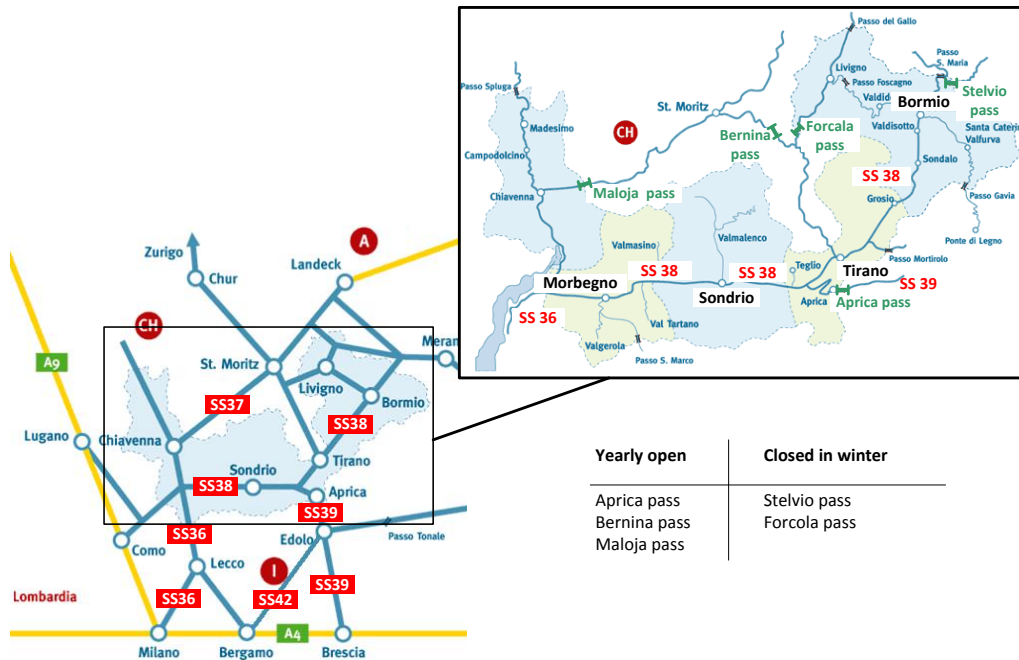 Passo del Gallo
Passo
S. Maria
Livigno
Passo Foscagno
Stelvio
pass
Passo Spluga
Valdid
Bormio
St. Moritz
CH
Bernina
pass
Forcala
pass
Madesimo
Valdisotto
Santa Cateri
Valfurva
Campodolcino
Sondalo
SS 38
Chiavenna
Maloja pass
Grosio
Passo Gavia
Valmasino
Valmalenco
Ponte di Legno
Passo Mortirolo
SS 38
SS 38
Teglio
Tirano
Morbegno
Sondrio
SS 39
Aprica
Aprica pass
SS 36
Val Tartano
Valgerola
Passo S. Marco
A
Zurigo
Landeck
Chur
CH
Meran
A9
St. Moritz
Livigno
Bormio
SS37
SS38
Lugano
Chiavenna
Tirano
Sondrio
SS38
Aprica
SS39
SS36
Edolo
Passo Tonale
Como
Lecco
I
SS39
SS36
SS42
Lombardia
A4
Milano
Bergamo
Brescia
Yearly open
Closed in winter
Aprica pass
Stelvio pass
Bernina pass
Forcola pass
Maloja pass